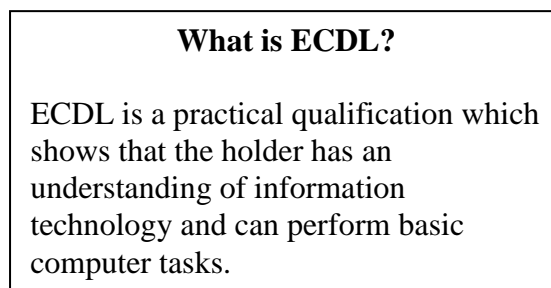 What is ECDL?
ECDL is a practical qualification which
shows that the holder has an
understanding of information
technology and can perform basic
computer tasks.